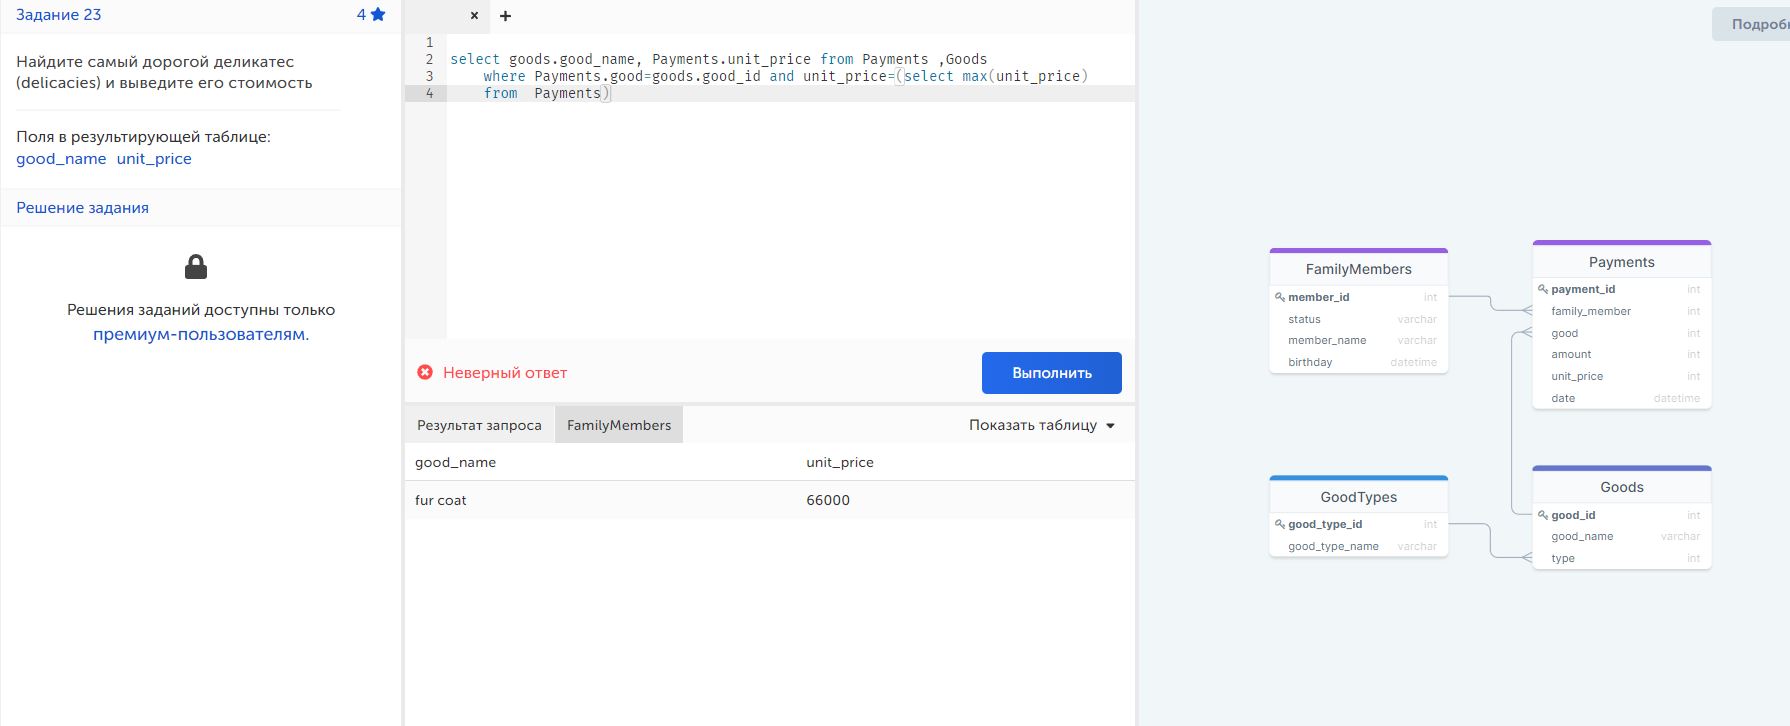 Задание 23
4
Найдите самый дорогой деликатес
(delicacies) и выведите его стоимость
Поля в результирующей таблице:
good_name unit_price
Решение задания
Решения заданий доступны только
премиум-пользователям.
× +
1
2 select goods.good_name, Payments.unit_price from Payments ,Goods
3 where Payments.good=goods.good_id and unit_price=(select max(unit_price)
4 from Payments)
Неверный ответ
Выполнить
Результат запроса FamilyMembers Показать таблицу
good_name unit_price
fur coat 66000
FamilyMembers
member_id int
status varchar
member_name varchar
birthday datetime
Payments
payment_id int
family_member int
good int
amount int
unit_price int
date datetime
GoodTypes
good_type_id int
good_type_name varchar
Goods
good_id int
good_name varchar
type int